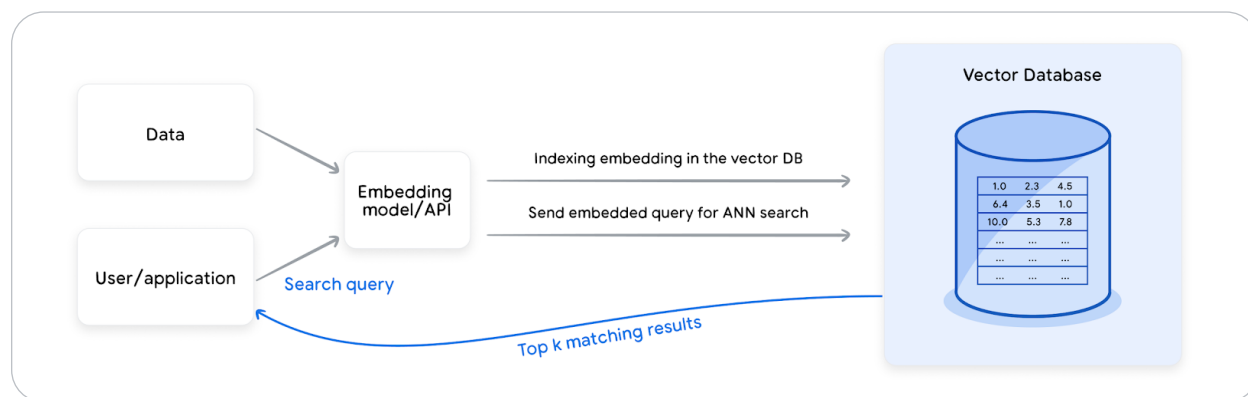 Vector Database
Data
Indexing embedding in the vector DB
Embedding
model/API
Send embedded query for ANN search
User/application
Search query
Top k matching results
1.0 2.3 4.5
6.4 3.5 1.0
10.0 5.3 7.8
... ... ...
... ... ...
... ... ...